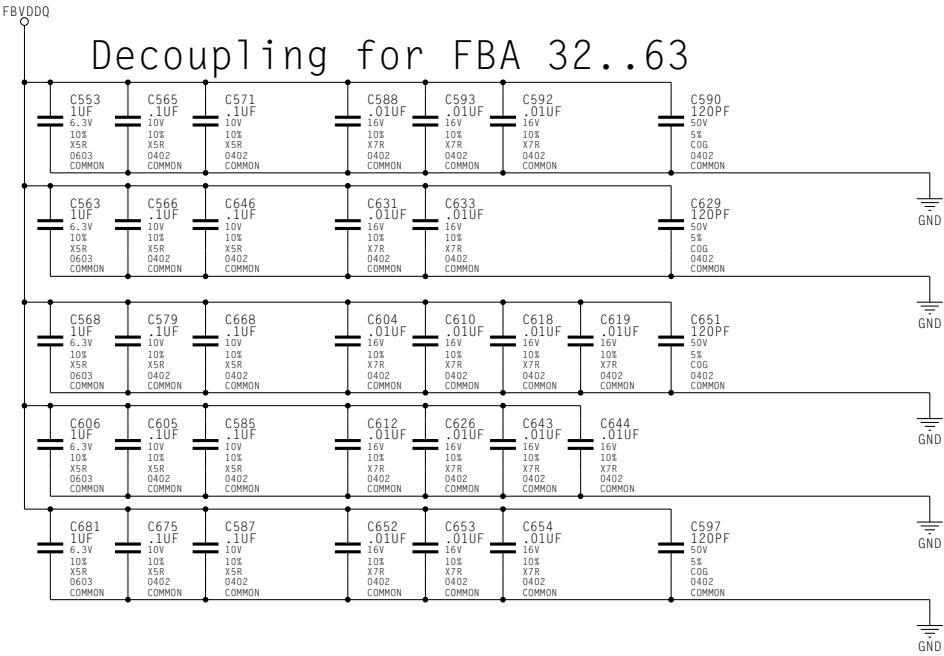 FBVDDQ
Decoupling for FBA 32..63
C553
1UF
6.3V
10%
X5R
0603
COMMON
C565
.1UF
10V
10%
X5R
0402
COMMON
C571
.1UF
10V
10%
X5R
0402
COMMON
C588
.01UF
16V
10%
X7R
0402
COMMON
C593
.01UF
16V
10%
X7R
0402
COMMON
C592
.01UF
16V
10%
X7R
0402
COMMON
C590
120PF
50V
5%
COG
0402
COMMON
GND
C563
1UF
6.3V
10%
X5R
0603
COMMON
C566
.1UF
10V
10%
X5R
0402
COMMON
C646
.1UF
10V
10%
X5R
0402
COMMON
C631
.01UF
16V
10%
X7R
0402
COMMON
C633
.01UF
16V
10%
X7R
0402
COMMON
C629
120PF
50V
5%
COG
0402
COMMON
GND
C568
1UF
6.3V
10%
X5R
0603
COMMON
C579
.1UF
10V
10%
X5R
0402
COMMON
C668
.1UF
10V
10%
X5R
0402
COMMON
C604
.01UF
16V
10%
X7R
0402
COMMON
C610
.01UF
16V
10%
X7R
0402
COMMON
C618
.01UF
16V
10%
X7R
0402
COMMON
C619
.01UF
16V
10%
X7R
0402
COMMON
C651
120PF
50V
5%
COG
0402
COMMON
GND
C606
1UF
6.3V
10%
X5R
0603
COMMON
C605
.1UF
10V
10%
X5R
0402
COMMON
C585
.1UF
10V
10%
X5R
0402
COMMON
C612
.01UF
16V
10%
X7R
0402
COMMON
C626
.01UF
16V
10%
X7R
0402
COMMON
C643
.01UF
16V
10%
X7R
0402
COMMON
C644
.01UF
16V
10%
X7R
0402
COMMON
GND
C681
1UF
6.3V
10%
X5R
0603
COMMON
C675
.1UF
10V
10%
X5R
0402
COMMON
C587
.1UF
10V
10%
X5R
0402
COMMON
C652
.01UF
16V
10%
X7R
0402
COMMON
C653
.01UF
16V
10%
X7R
0402
COMMON
C654
.01UF
16V
10%
X7R
0402
COMMON
C597
120PF
50V
5%
COG
0402
COMMON
GND